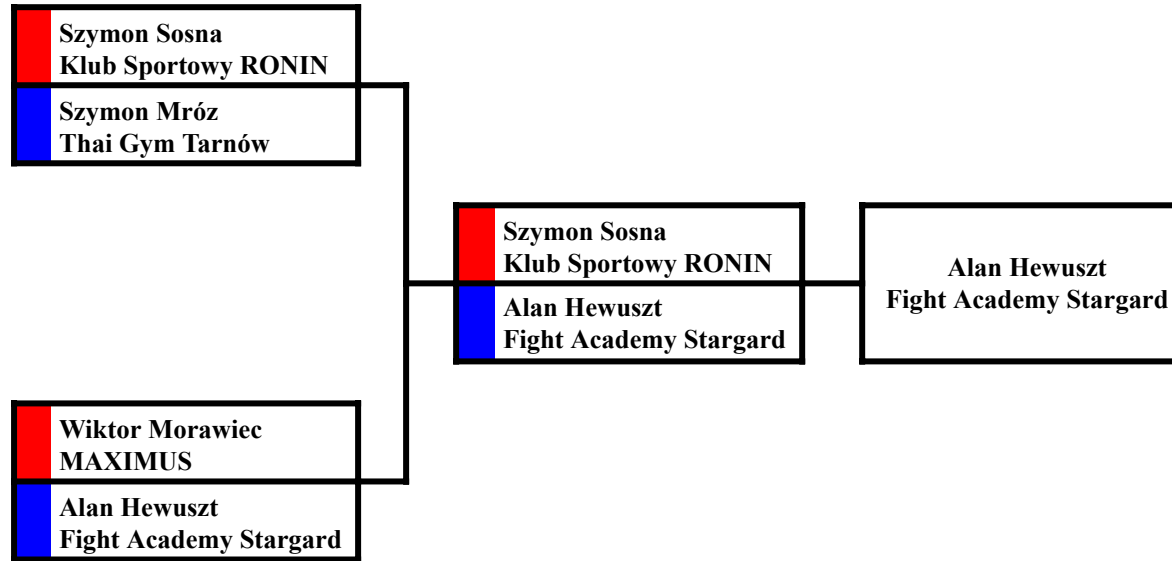 Szymon Sosna
Klub Sportowy RONIN
Szymon Mróz
Thai Gym Tarnów
Szymon Sosna
Klub Sportowy RONIN
Alan Hewuszt
Fight Academy Stargard
Alan Hewuszt
Fight Academy Stargard
Wiktor Morawiec
MAXIMUS
Alan Hewuszt
Fight Academy Stargard